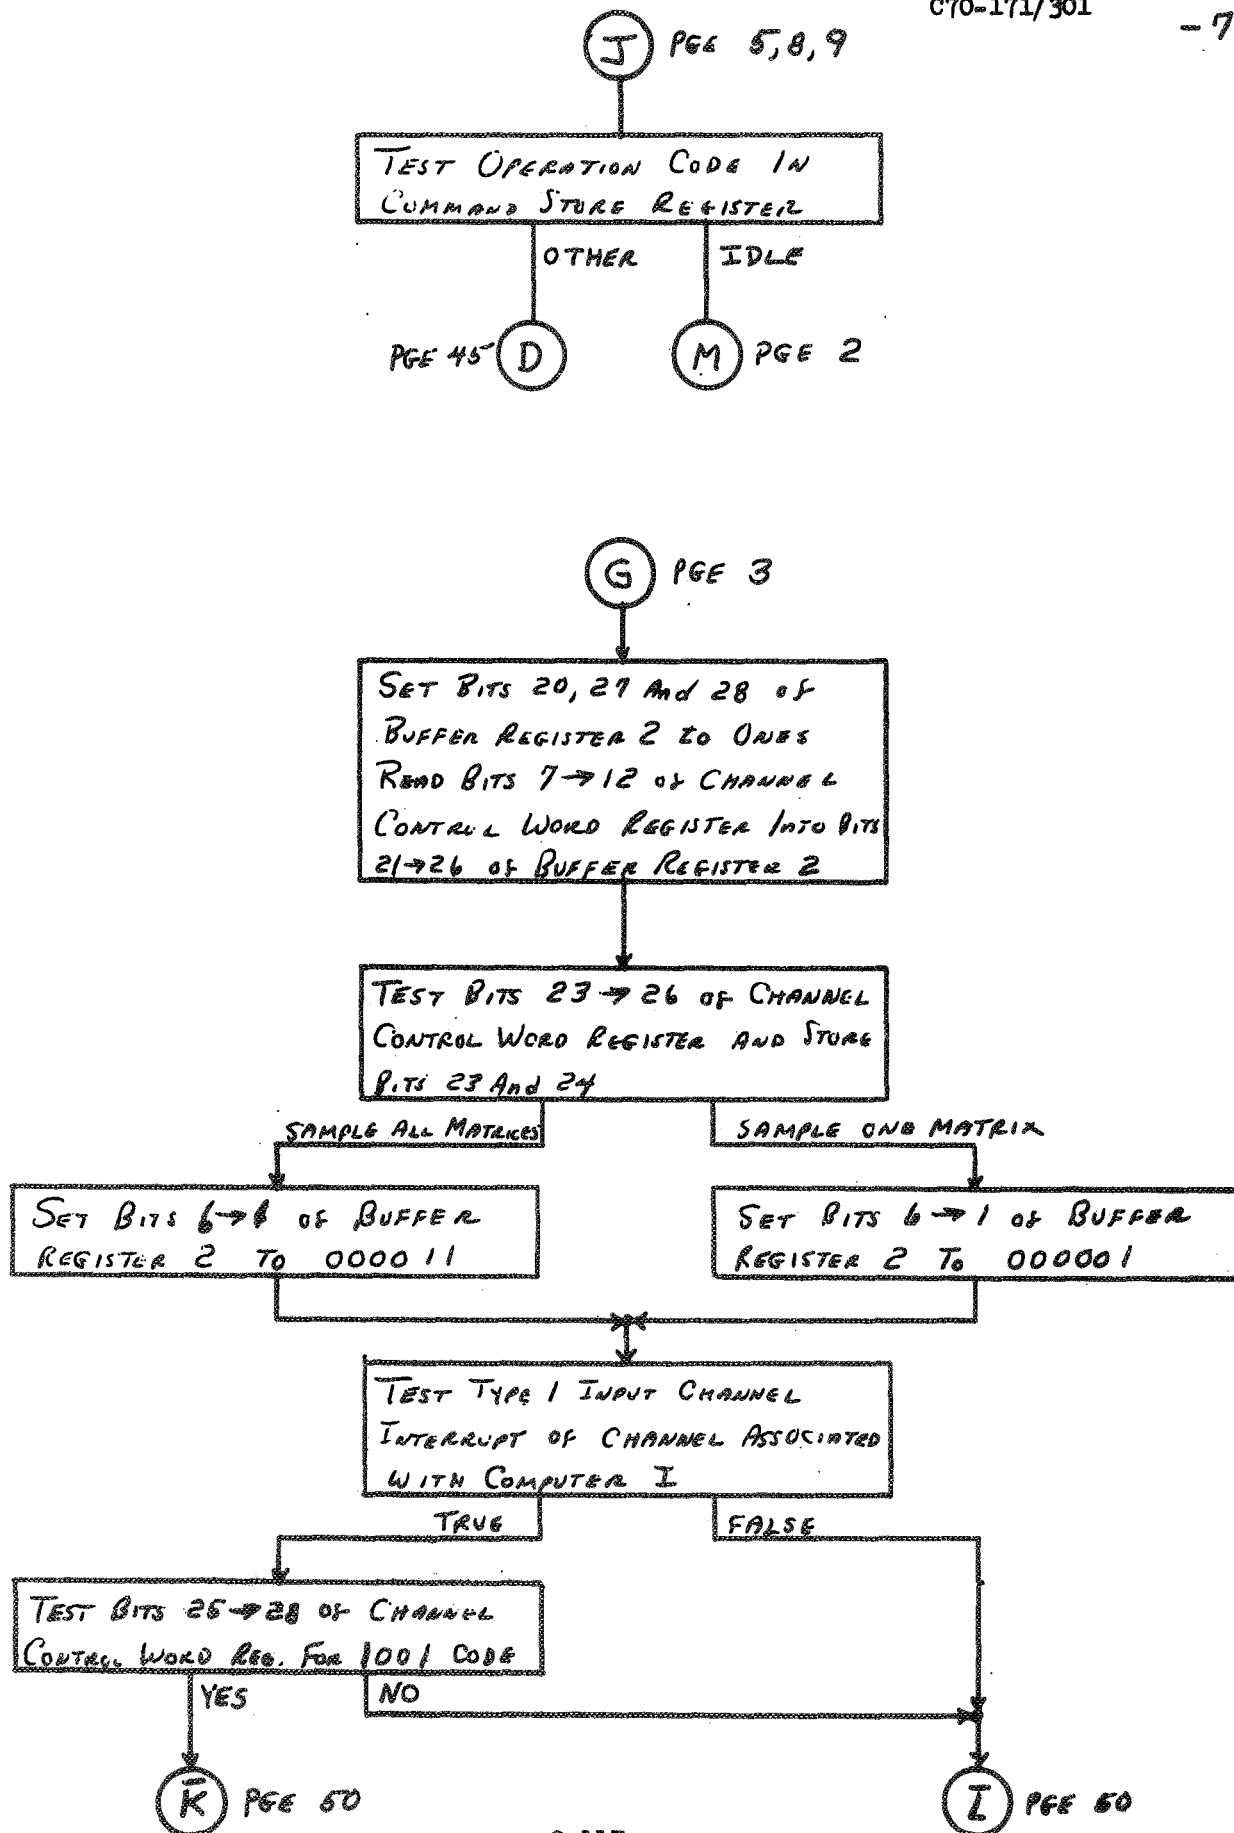 C70-171/301
-7
J PGE 5,8,9
TEST OPERATION CODE IN
COMMAND STORE REGISTER
OTHER IDLE
PGE 45 D M PGE 2
G PGE 3
SET BITS 20, 27 And 28 of
BUFFER REGISTER 2 to ONES
READ BITS 7→12 of CHANNEL
CONTROL WORD REGISTER INTO BITS
21→26 of BUFFER REGISTER 2
TEST BITS 23→26 OF CHANNEL
CONTROL WORD REGISTER AND STORE
BITS 23 And 24
SAMPLE ALL MATRICES SAMPLE ONE MATRIX
SET BITS 6→1 OF BUFFER
REGISTER 2 TO 000011
SET BITS 6→1 OF BUFFER
REGISTER 2 TO 000001
TEST TYPE 1 INPUT CHANNEL
INTERRUPT OF CHANNEL ASSOCIATED
WITH COMPUTER I
TRUE FALSE
TEST BITS 25→28 OF CHANNEL
CONTROL WORD REG. FOR 1001 CODE
YES NO
K̅ PGE 50 L̅ PGE 50